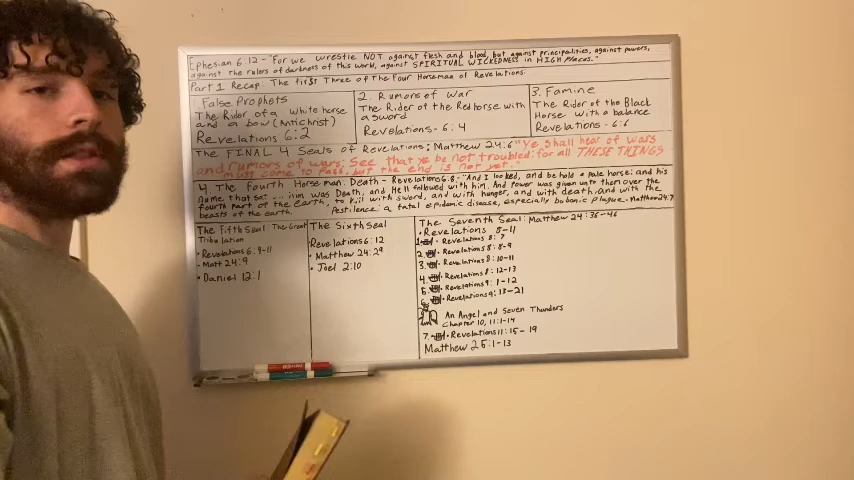 Ephesian 6:12 - "For we wrestle NOT against flesh and blood, but against principalities, against powers,
against the rulers of darkness of this world, against SPIRITUAL WICKEDNESS in HIGH Places."
Part 1 Recap: The first Three of The Four Horseman of Revelations.
False Prophets
The Rider of a white horse
and a bow (Antichrist)
Revelations 6:2
2. Rumors of War
The Rider of the Red horse with
a sword
Revelations - 6:4
3. Famine
The Rider of the Black
Horse with a balance
Revelations - 6:6
The FINAL 4 Seals of Revelations: Matthew 24:6 "Ye shall hear of wars
and rumors of wars: See that ye be not troubled: for all THESE THINGS
must come to pass, but the end is not yet."
4. The Fourth Horseman: Death - Revelations 6:8 - "And I looked, and behold a pale horse: and his
name that sat ... him was Death, and Hell followed with him. And Power was given unto them over the
fourth part of the Earth, to kill with sword, and with hunger, and with death, and with the
beasts of the earth. Pestilence: a fatal epidemic disease, especially bubonic plague. Matthew 24:7
The Fifth Seal: The Great
Tribulation
• Revelations 6:9-11
• Matt 24:9
• Daniel 12:1
The Sixth Seal
Revelations 6:12
• Matthew 24:29
• Joel 2:10
The Seventh Seal: Matthew 24:36-46
• Revelations 8-11
1. • Revelations 8:7
2. • Revelations 8:8-9
3. • Revelations 8:10-11
4. • Revelations 8:12-13
5. • Revelations 9:1-12
6. • Revelations 9:13-21
An Angel and Seven Thunders
Chapter 10, 11:1-14
7. • Revelations 11:15-19
Matthew 25:1-13